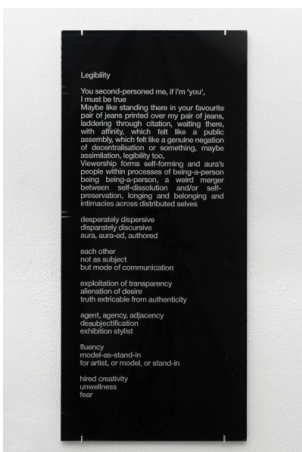 Legibility
You second-personed me, if i'm 'you',
I must be true
Maybe like standing there in your favourite
pair of jeans printed over my pair of jeans,
laddering through citation, waiting there,
with affinity, which felt like a public
assembly, which felt like a genuine negation
of decentralisation or something, maybe
assimilation, legibility too,
Viewership forms self-forming and aura's
people within processes of being-a-person
being being-a-person, a weird merger
between self-dissolution and/or self-
preservation, longing and belonging and
intimacies across distributed selves
desperately dispersive
disparately discursive
aura, aura-ed, authored
each other
not as subject
but mode of communication
exploitation of transparency
alienation of desire
truth extricable from authenticity
agent, agency, adjacency
desubjectification
exhibition stylist
fluency
model-as-stand-in
for artist, or model, or stand-in
hired creativity
unwellness
fear